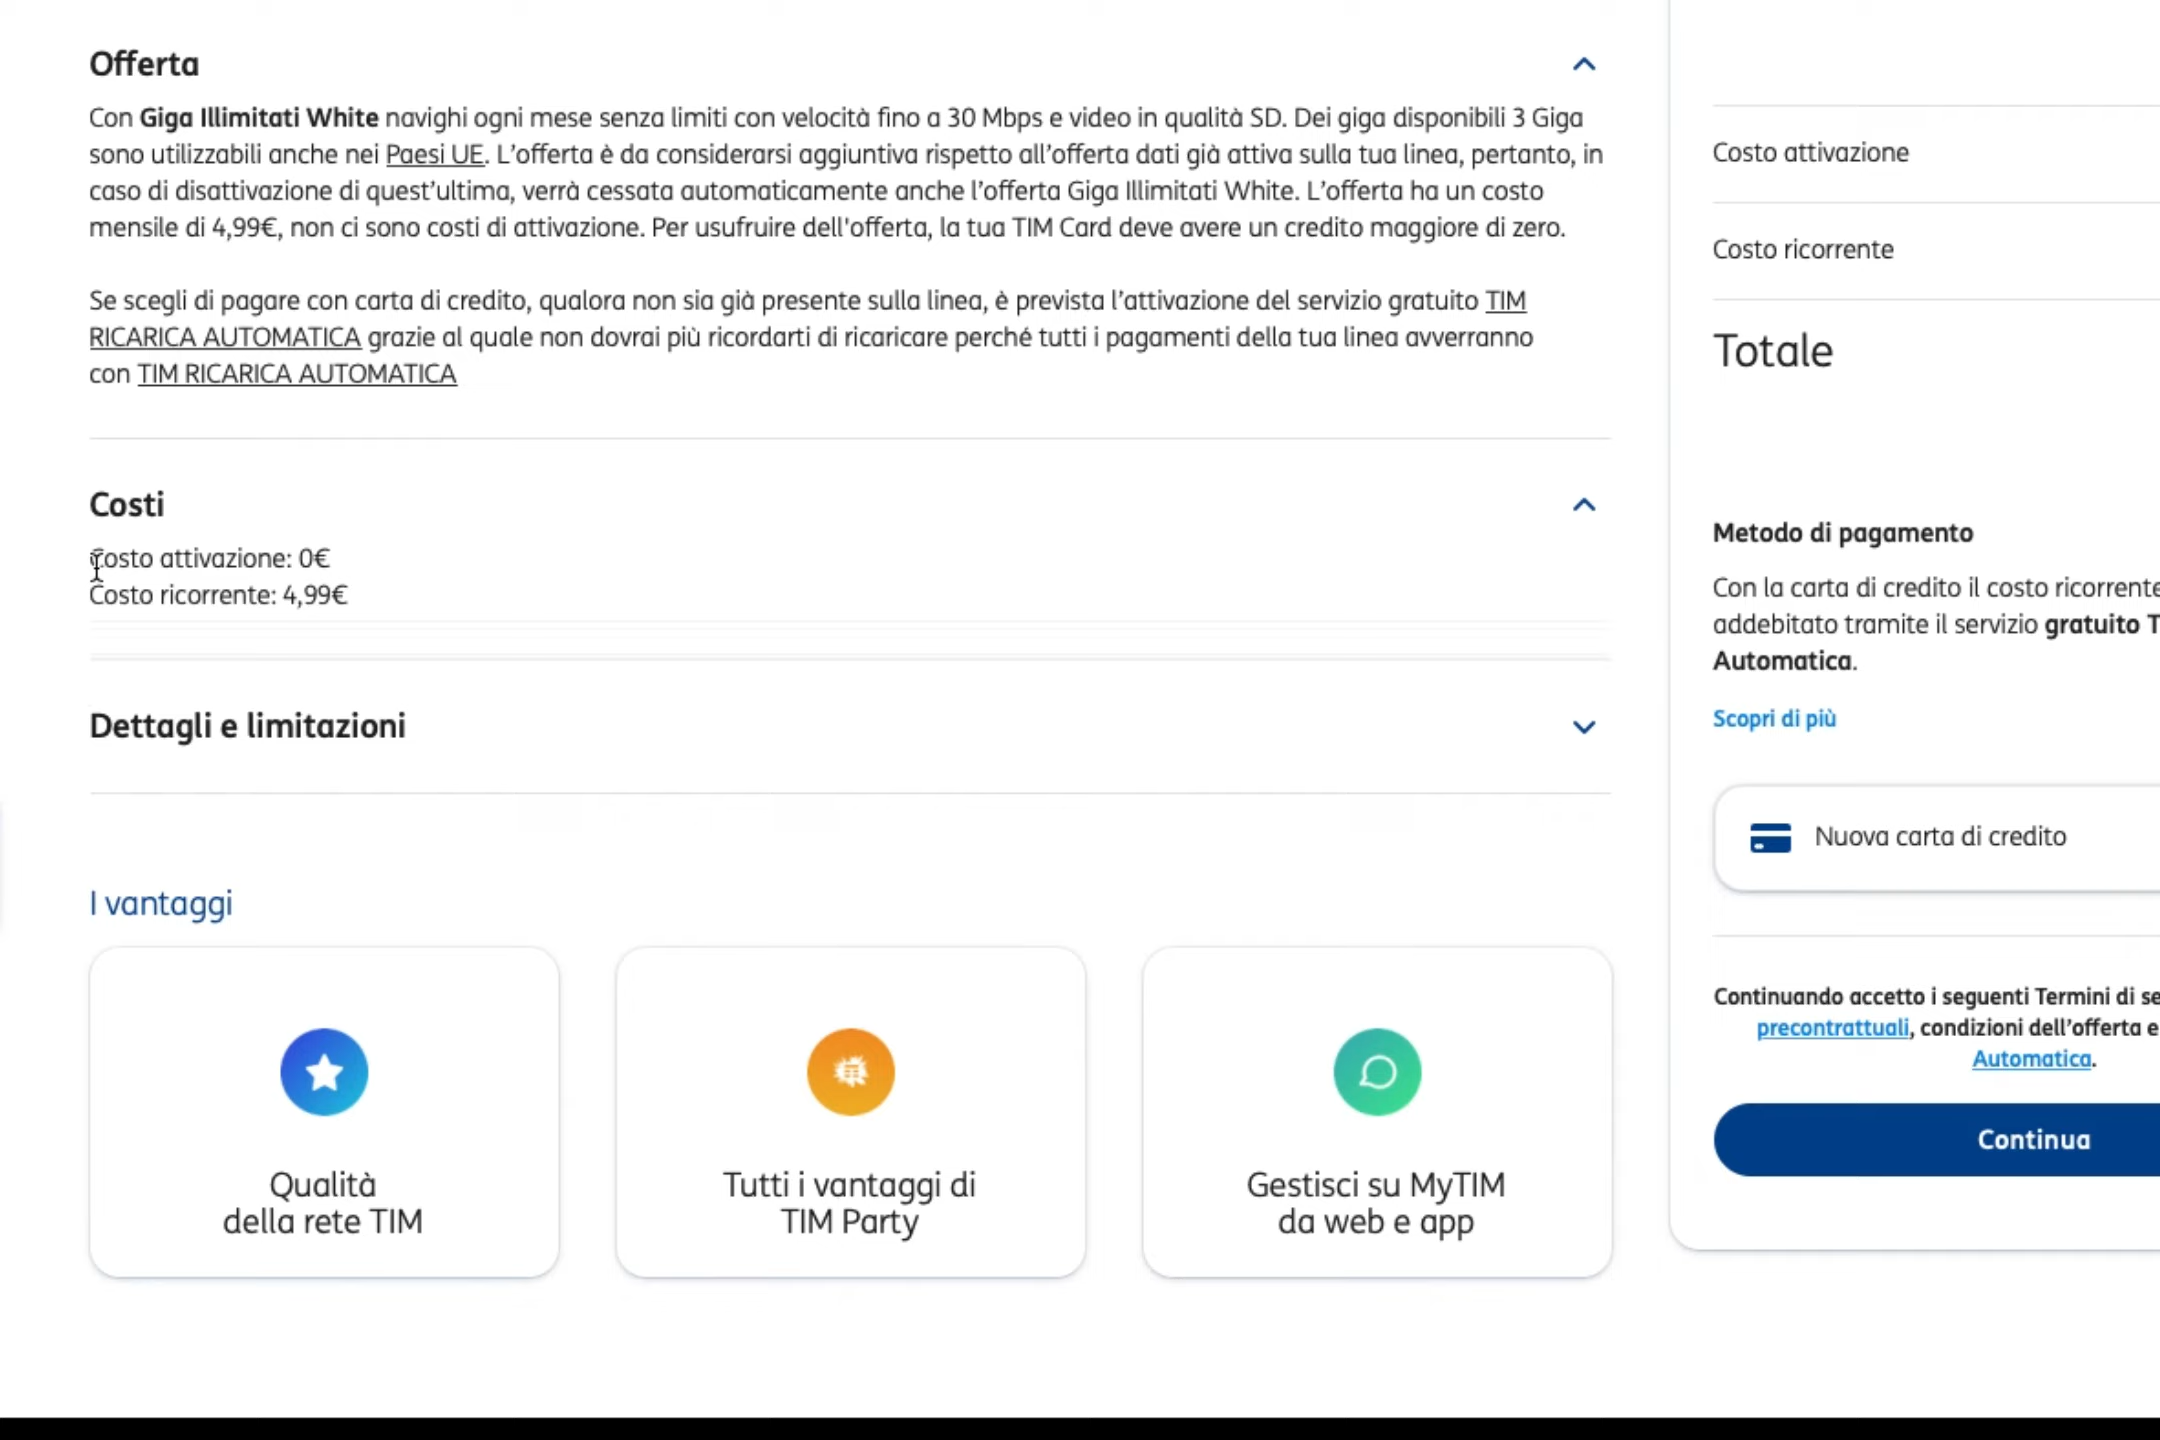 Offerta
Con Giga Illimitati White navighi ogni mese senza limiti con velocità fino a 30 Mbps e video in qualità SD. Dei giga disponibili 3 Giga
sono utilizzabili anche nei Paesi UE. L’offerta è da considerarsi aggiuntiva rispetto all’offerta dati già attiva sulla tua linea, pertanto, in
caso di disattivazione di quest’ultima, verrà cessata automaticamente anche l’offerta Giga Illimitati White. L’offerta ha un costo
mensile di 4,99€, non ci sono costi di attivazione. Per usufruire dell'offerta, la tua TIM Card deve avere un credito maggiore di zero.
Se scegli di pagare con carta di credito, qualora non sia già presente sulla linea, è prevista l’attivazione del servizio gratuito TIM
RICARICA AUTOMATICA grazie al quale non dovrai più ricordarti di ricaricare perché tutti i pagamenti della tua linea avverranno
con TIM RICARICA AUTOMATICA
Costi
Costo attivazione: 0€
Costo ricorrente: 4,99€
Dettagli e limitazioni
I vantaggi
Qualità
della rete TIM
Tutti i vantaggi di
TIM Party
Gestisci su MyTIM
da web e app
Costo attivazione
Costo ricorrente
Totale
Metodo di pagamento
Con la carta di credito il costo ricorrente
addebitato tramite il servizio gratuito T
Automatica.
Scopri di più
Nuova carta di credito
Continuando accetto i seguenti Termini di se
precontrattuali, condizioni dell’offerta e
Automatica.
Continua